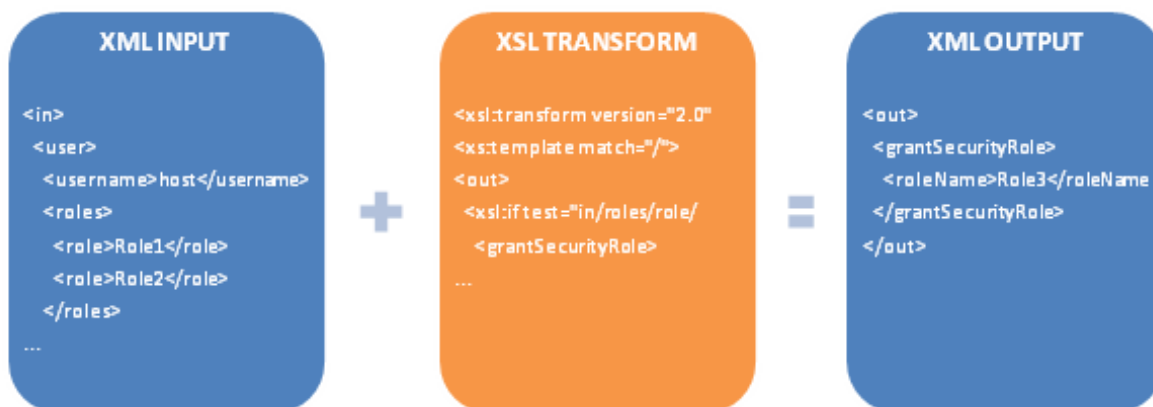 XML INPUT
<in>
<user>
<username>host</username>
<roles>
<role>Role1</role>
<role>Role2</role>
</roles>
...
+
XSL TRANSFORM
<xsl:transform version="2.0"
<xs:template match="/">
<out>
<xsl:if test="in/roles/role/
<grantSecurityRole>
...
=
XML OUTPUT
<out>
<grantSecurityRole>
<roleName>Role3</roleName
</grantSecurityRole>
</out>